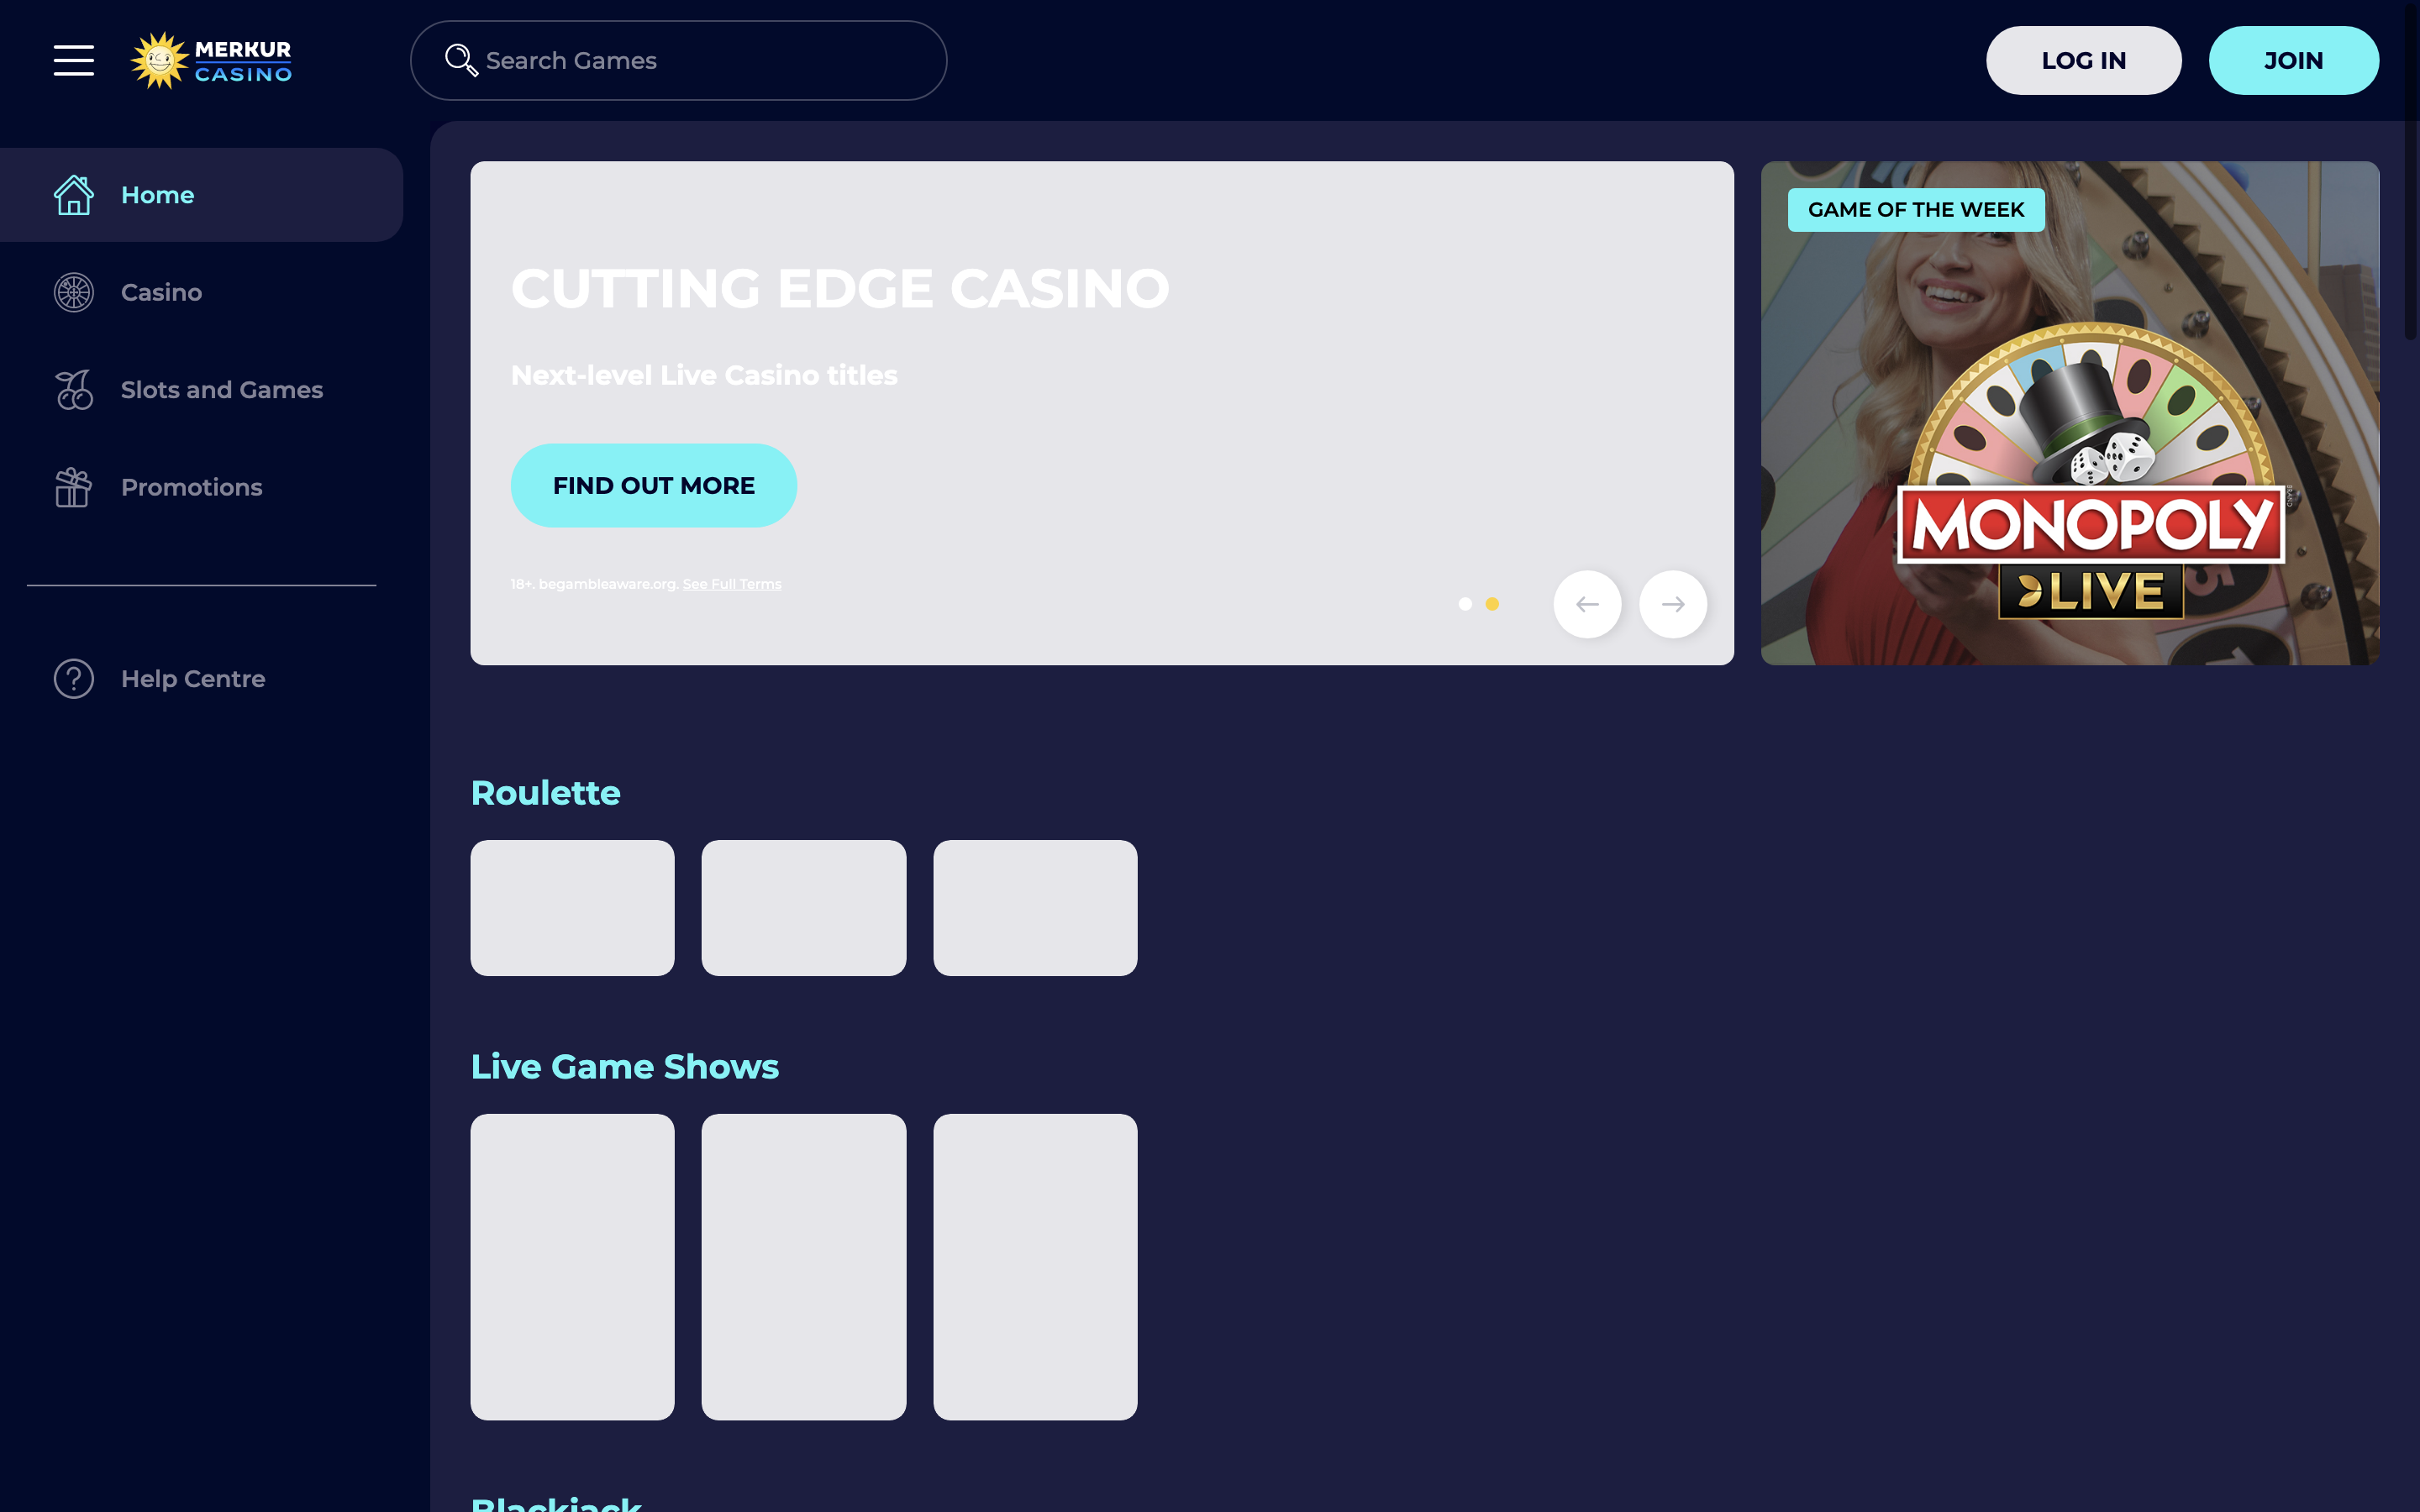 MERKUR
CASINO
Search Games
LOG IN
JOIN
Home
Casino
Slots and Games
Promotions
Help Centre
CUTTING EDGE CASINO
Next-level Live Casino titles
FIND OUT MORE
18+. begambleaware.org. See Full Terms
GAME OF THE WEEK
MONOPOLY
LIVE
Roulette
Live Game Shows
Blackjack